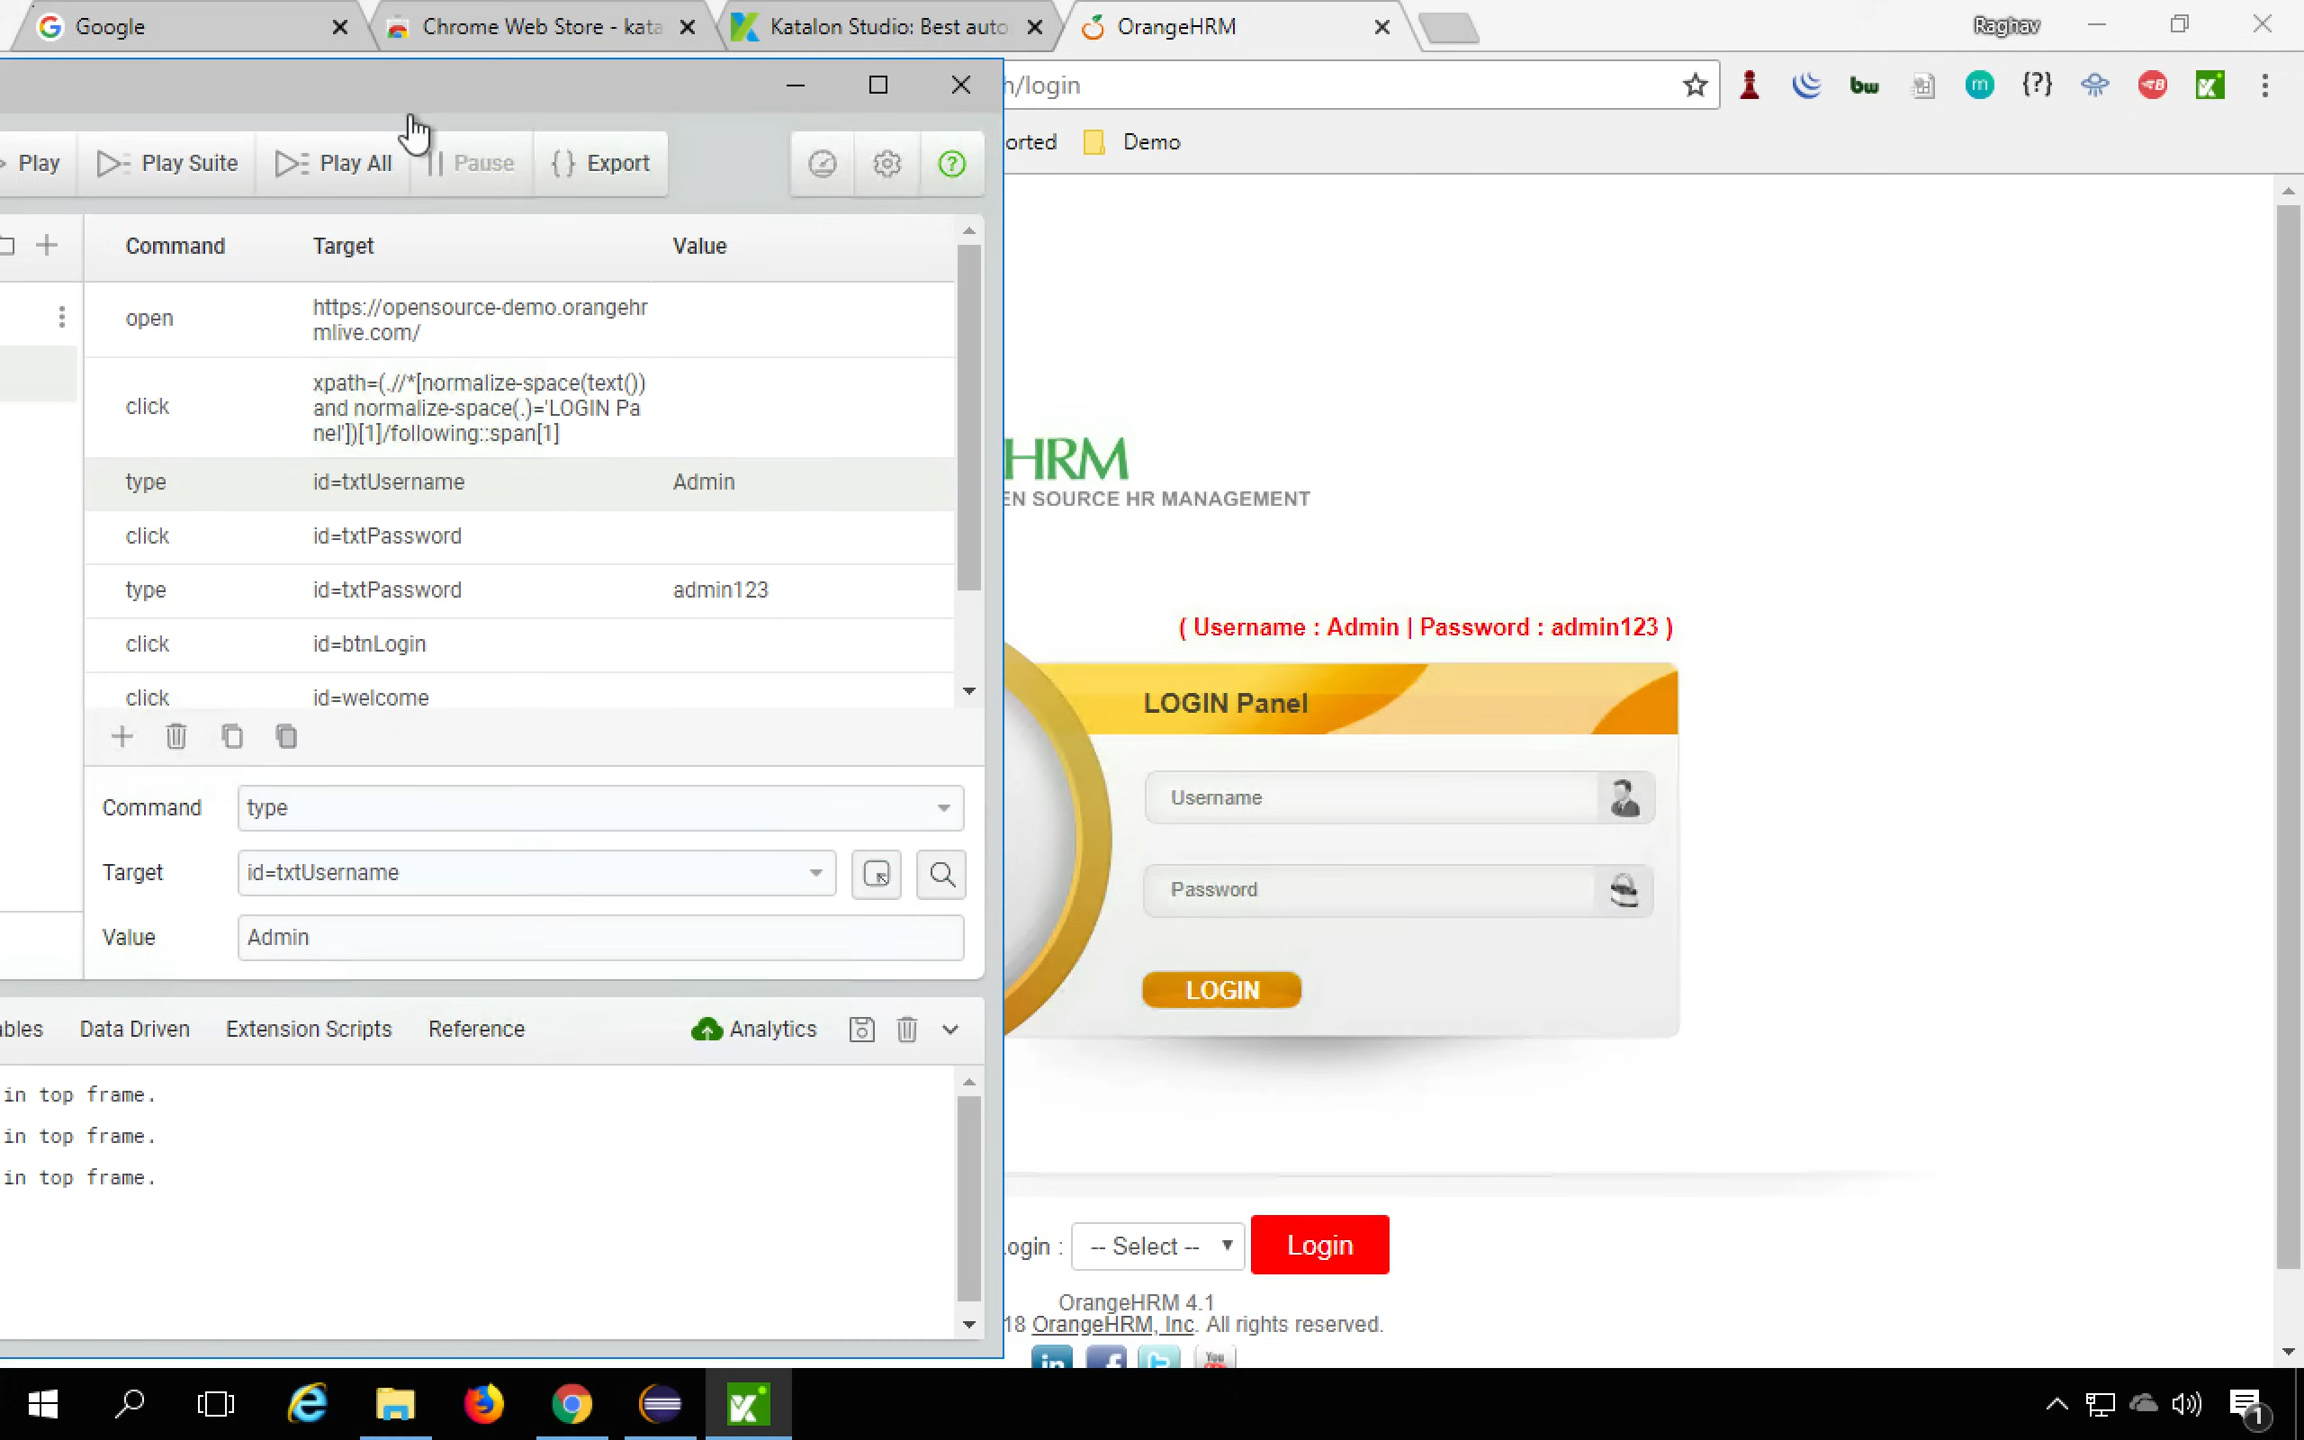 Google
Chrome Web Store - kata
Katalon Studio: Best auto
OrangeHRM
Raghav
h/login
bw
m
{?}
orted
Demo
Play
Play Suite
Play All
Pause
{} Export
Command Target Value
open https://opensource-demo.orangehr
mlive.com/
click xpath=(.//*[normalize-space(text())
and normalize-space(.)='LOGIN Pa
nel'])[1]/following::span[1]
type id=txtUsername Admin
click id=txtPassword
type id=txtPassword admin123
click id=btnLogin
click id=welcome
Command type
Target id=txtUsername
Value Admin
ables Data Driven Extension Scripts Reference Analytics
in top frame.
in top frame.
in top frame.
HRM
EN SOURCE HR MANAGEMENT
( Username : Admin | Password : admin123 )
LOGIN Panel
Username
Password
LOGIN
ogin : -- Select -- Login
OrangeHRM 4.1
18 OrangeHRM, Inc. All rights reserved.
in f t You
1